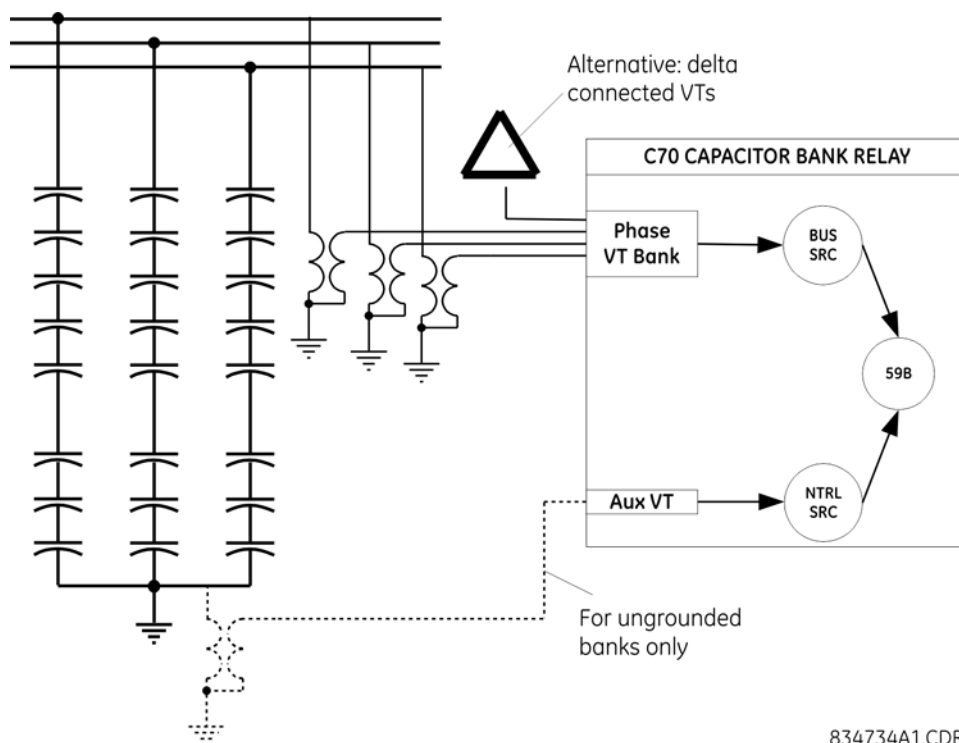 Alternative: delta
connected VTs
C70 CAPACITOR BANK RELAY
Phase
VT Bank
BUS
SRC
59B
Aux VT
NTRL
SRC
For ungrounded
banks only
834734A1.CDR